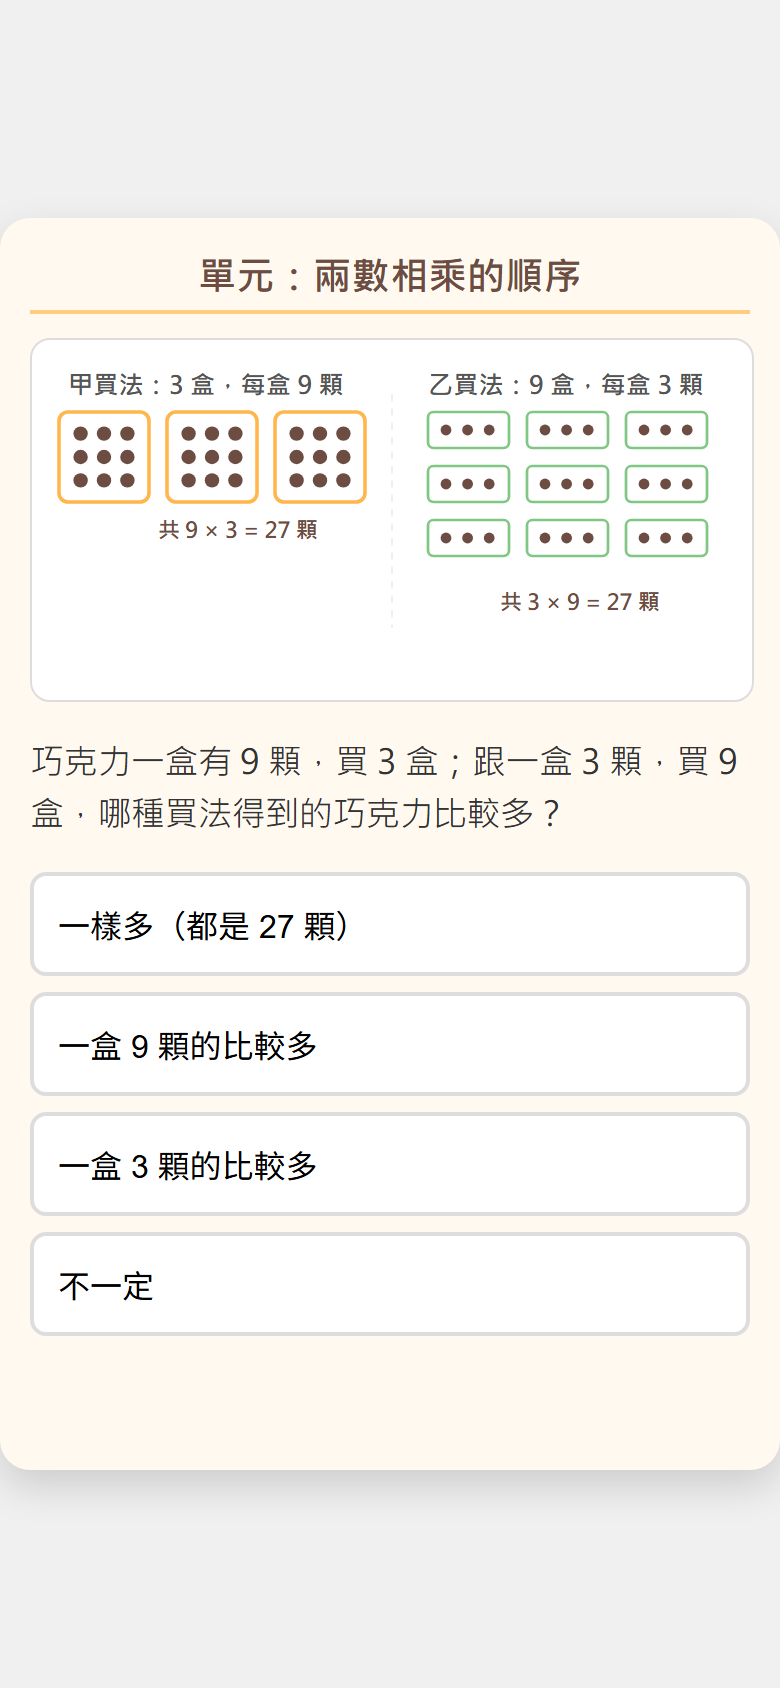 單元：兩數相乘的順序
甲買法：3 盒，每盒 9 顆
共 9 × 3 = 27 顆
乙買法：9 盒，每盒 3 顆
共 3 × 9 = 27 顆
巧克力一盒有 9 顆，買 3 盒；跟一盒 3 顆，買 9
盒，哪種買法得到的巧克力比較多？
一樣多（都是 27 顆）
一盒 9 顆的比較多
一盒 3 顆的比較多
不一定